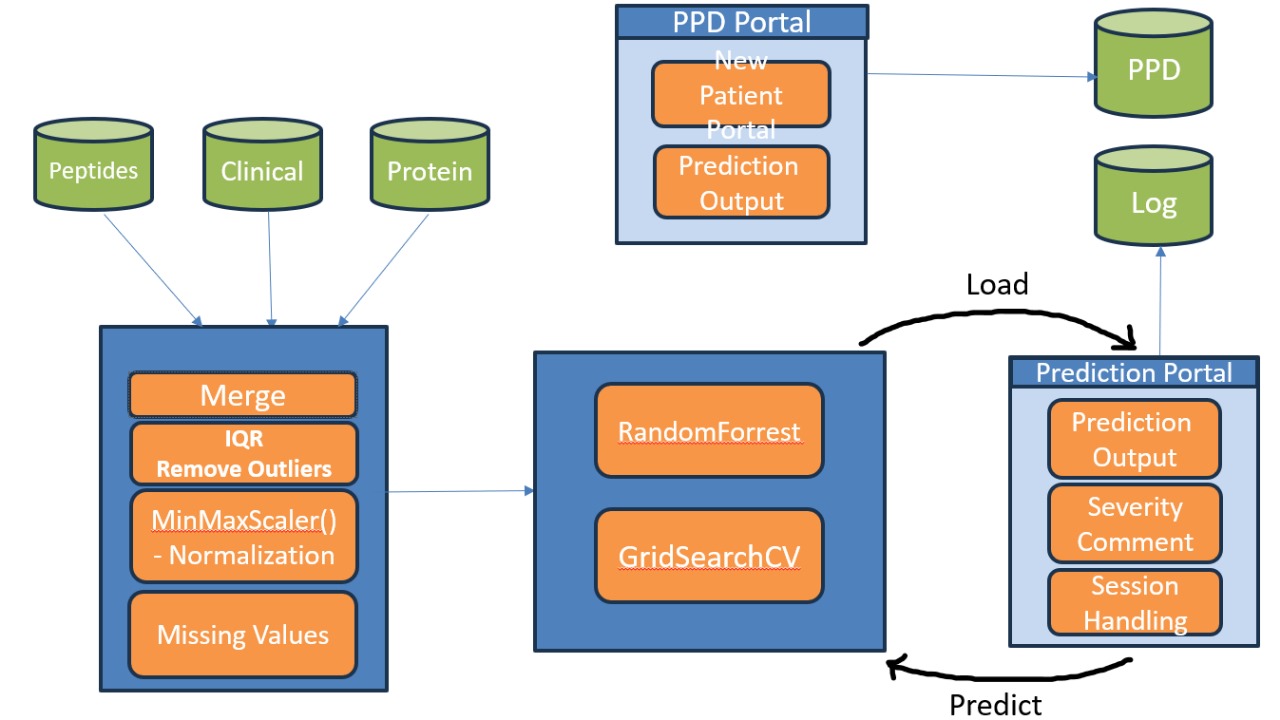 PPD Portal
New
Patient
Portal
Prediction
Output
PPD
Log
Peptides
Clinical
Protein
Merge
IQR
Remove Outliers
MinMaxScaler()
- Normalization
Missing Values
RandomForrest
GridSearchCV
Load
Prediction Portal
Prediction
Output
Severity
Comment
Session
Handling
Predict